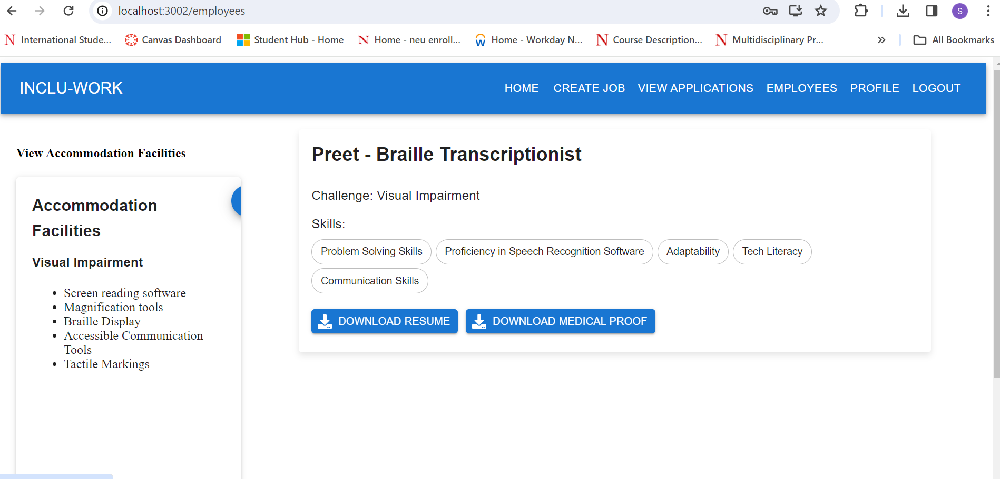 localhost:3002/employees
S
International Stude...
Canvas Dashboard
Student Hub - Home
Home - neu enroll...
Home - Workday N...
Course Description...
Multidisciplinary Pr...
»
All Bookmarks
INCLU-WORK
HOME
CREATE JOB
VIEW APPLICATIONS
EMPLOYEES
PROFILE
LOGOUT
View Accommodation Facilities
Accommodation
Facilities
Visual Impairment
• Screen reading software
• Magnification tools
• Braille Display
• Accessible Communication
Tools
• Tactile Markings
Preet - Braille Transcriptionist
Challenge: Visual Impairment
Skills:
Problem Solving Skills
Proficiency in Speech Recognition Software
Adaptability
Tech Literacy
Communication Skills
DOWNLOAD RESUME
DOWNLOAD MEDICAL PROOF